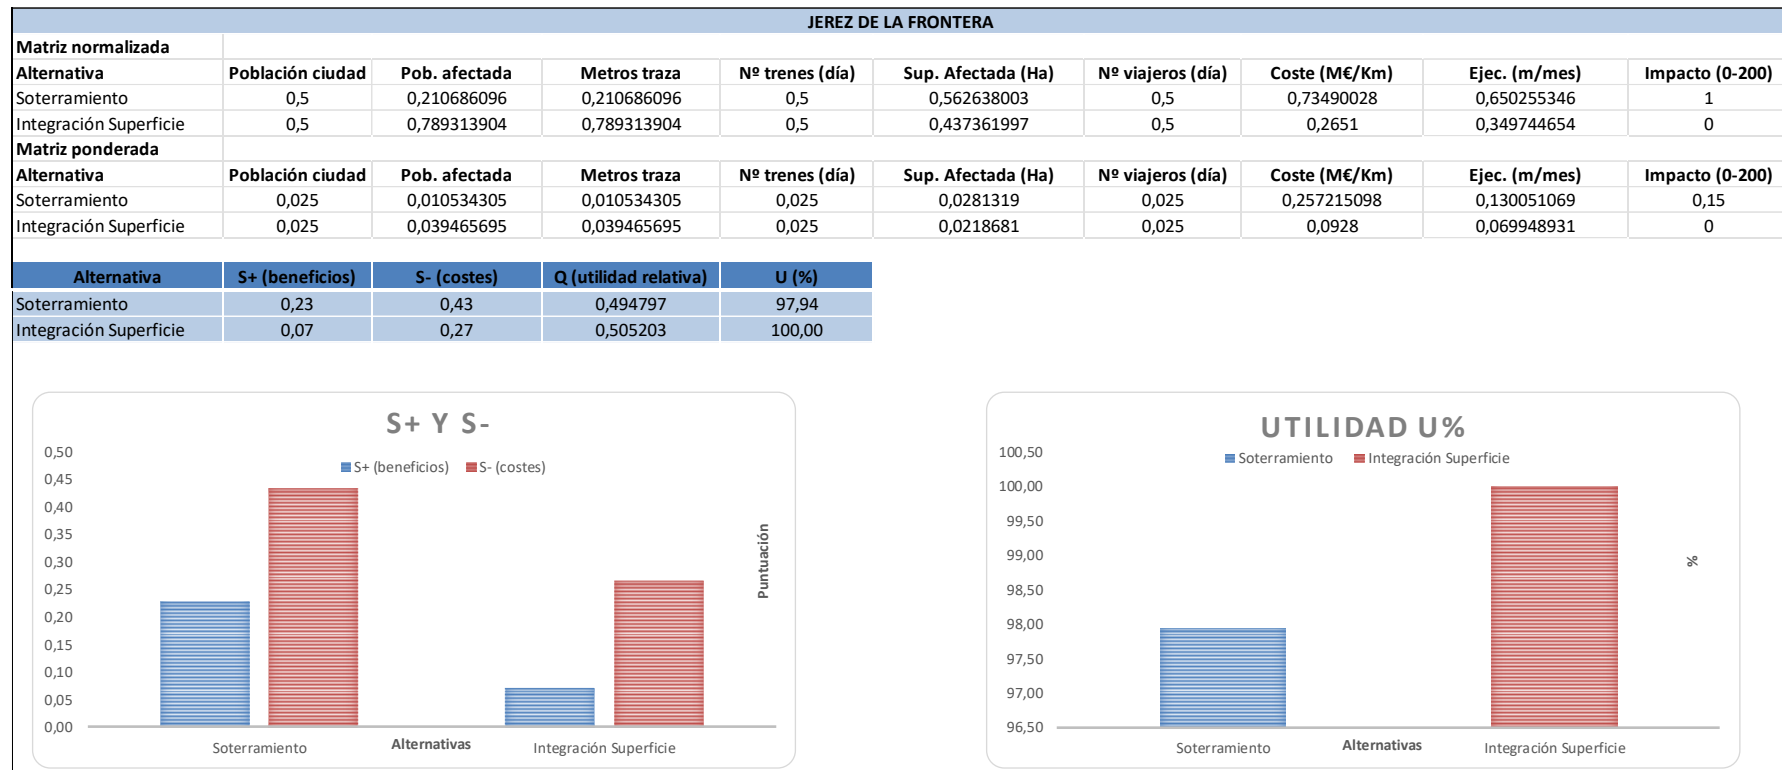 JEREZ DE LA FRONTERA
Matriz normalizada
Alternativa Población ciudad Pob. afectada Metros traza Nº trenes (día) Sup. Afectada (Ha) Nº viajeros (día) Coste (M€/Km) Ejec. (m/mes) Impacto (0-200)
Soterramiento 0,5 0,210686096 0,210686096 0,5 0,562638003 0,5 0,73490028 0,650255346 1
Integración Superficie 0,5 0,789313904 0,789313904 0,5 0,437361997 0,5 0,2651 0,349744654 0
Matriz ponderada
Alternativa Población ciudad Pob. afectada Metros traza Nº trenes (día) Sup. Afectada (Ha) Nº viajeros (día) Coste (M€/Km) Ejec. (m/mes) Impacto (0-200)
Soterramiento 0,025 0,010534305 0,010534305 0,025 0,0281319 0,025 0,257215098 0,130051069 0,15
Integración Superficie 0,025 0,039465695 0,039465695 0,025 0,0218681 0,025 0,0928 0,069948931 0
Alternativa S+ (beneficios) S- (costes) Q (utilidad relativa) U (%)
Soterramiento 0,23 0,43 0,494797 97,94
Integración Superficie 0,07 0,27 0,505203 100,00
S+ Y S-
S+ (beneficios) S- (costes)
0,50
0,45
0,40
0,35
0,30
0,25
0,20
0,15
0,10
0,05
0,00
Puntuación
Soterramiento Alternativas Integración Superficie
UTILIDAD U%
Soterramiento Integración Superficie
100,50
100,00
99,50
99,00
98,50
98,00
97,50
97,00
96,50
%
Soterramiento Alternativas Integración Superficie